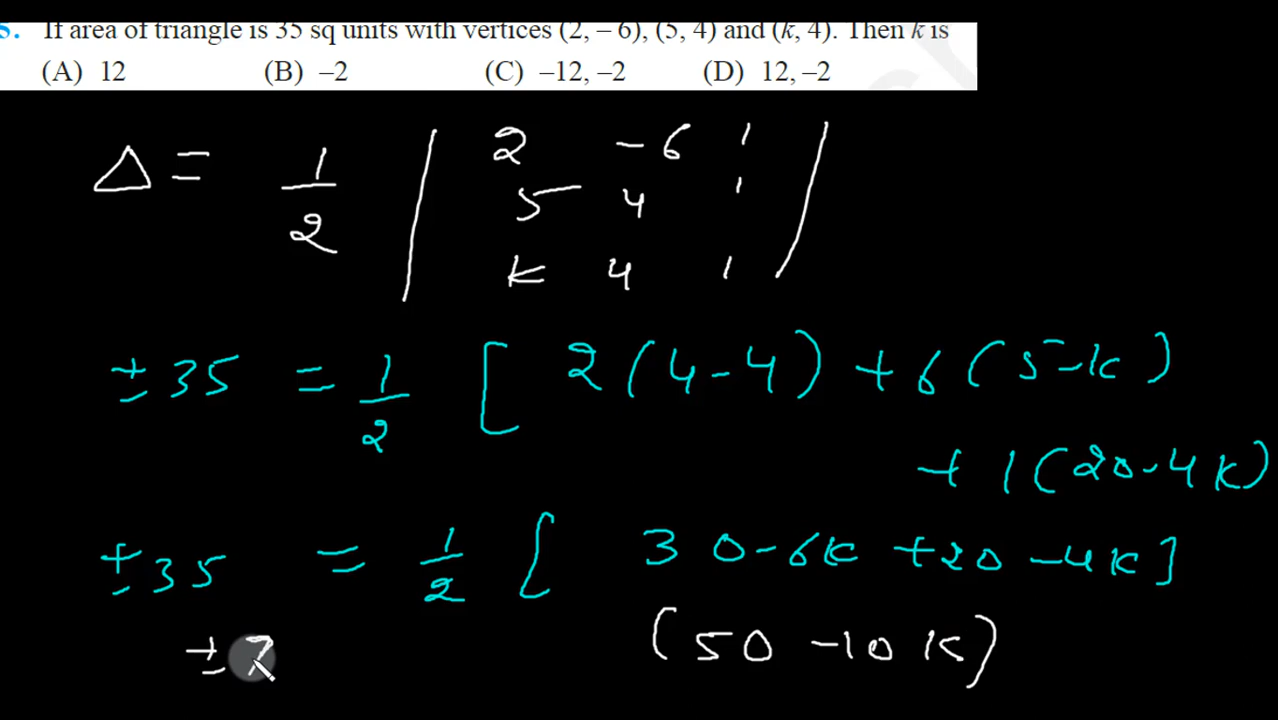 5. If area of triangle is 35 sq units with vertices (2, – 6), (5, 4) and (k, 4). Then k is
(A) 12 (B) –2 (C) –12, –2 (D) 12, –2
Δ = 1/2 | 2 -6 1
5 4 1
k 4 1 |
± 35 = 1/2 [ 2(4-4) + 6(5-k)
+ 1(20-4k)
± 35 = 1/2 [ 30-6k +20 -4k]
± 7 (50 -10k)